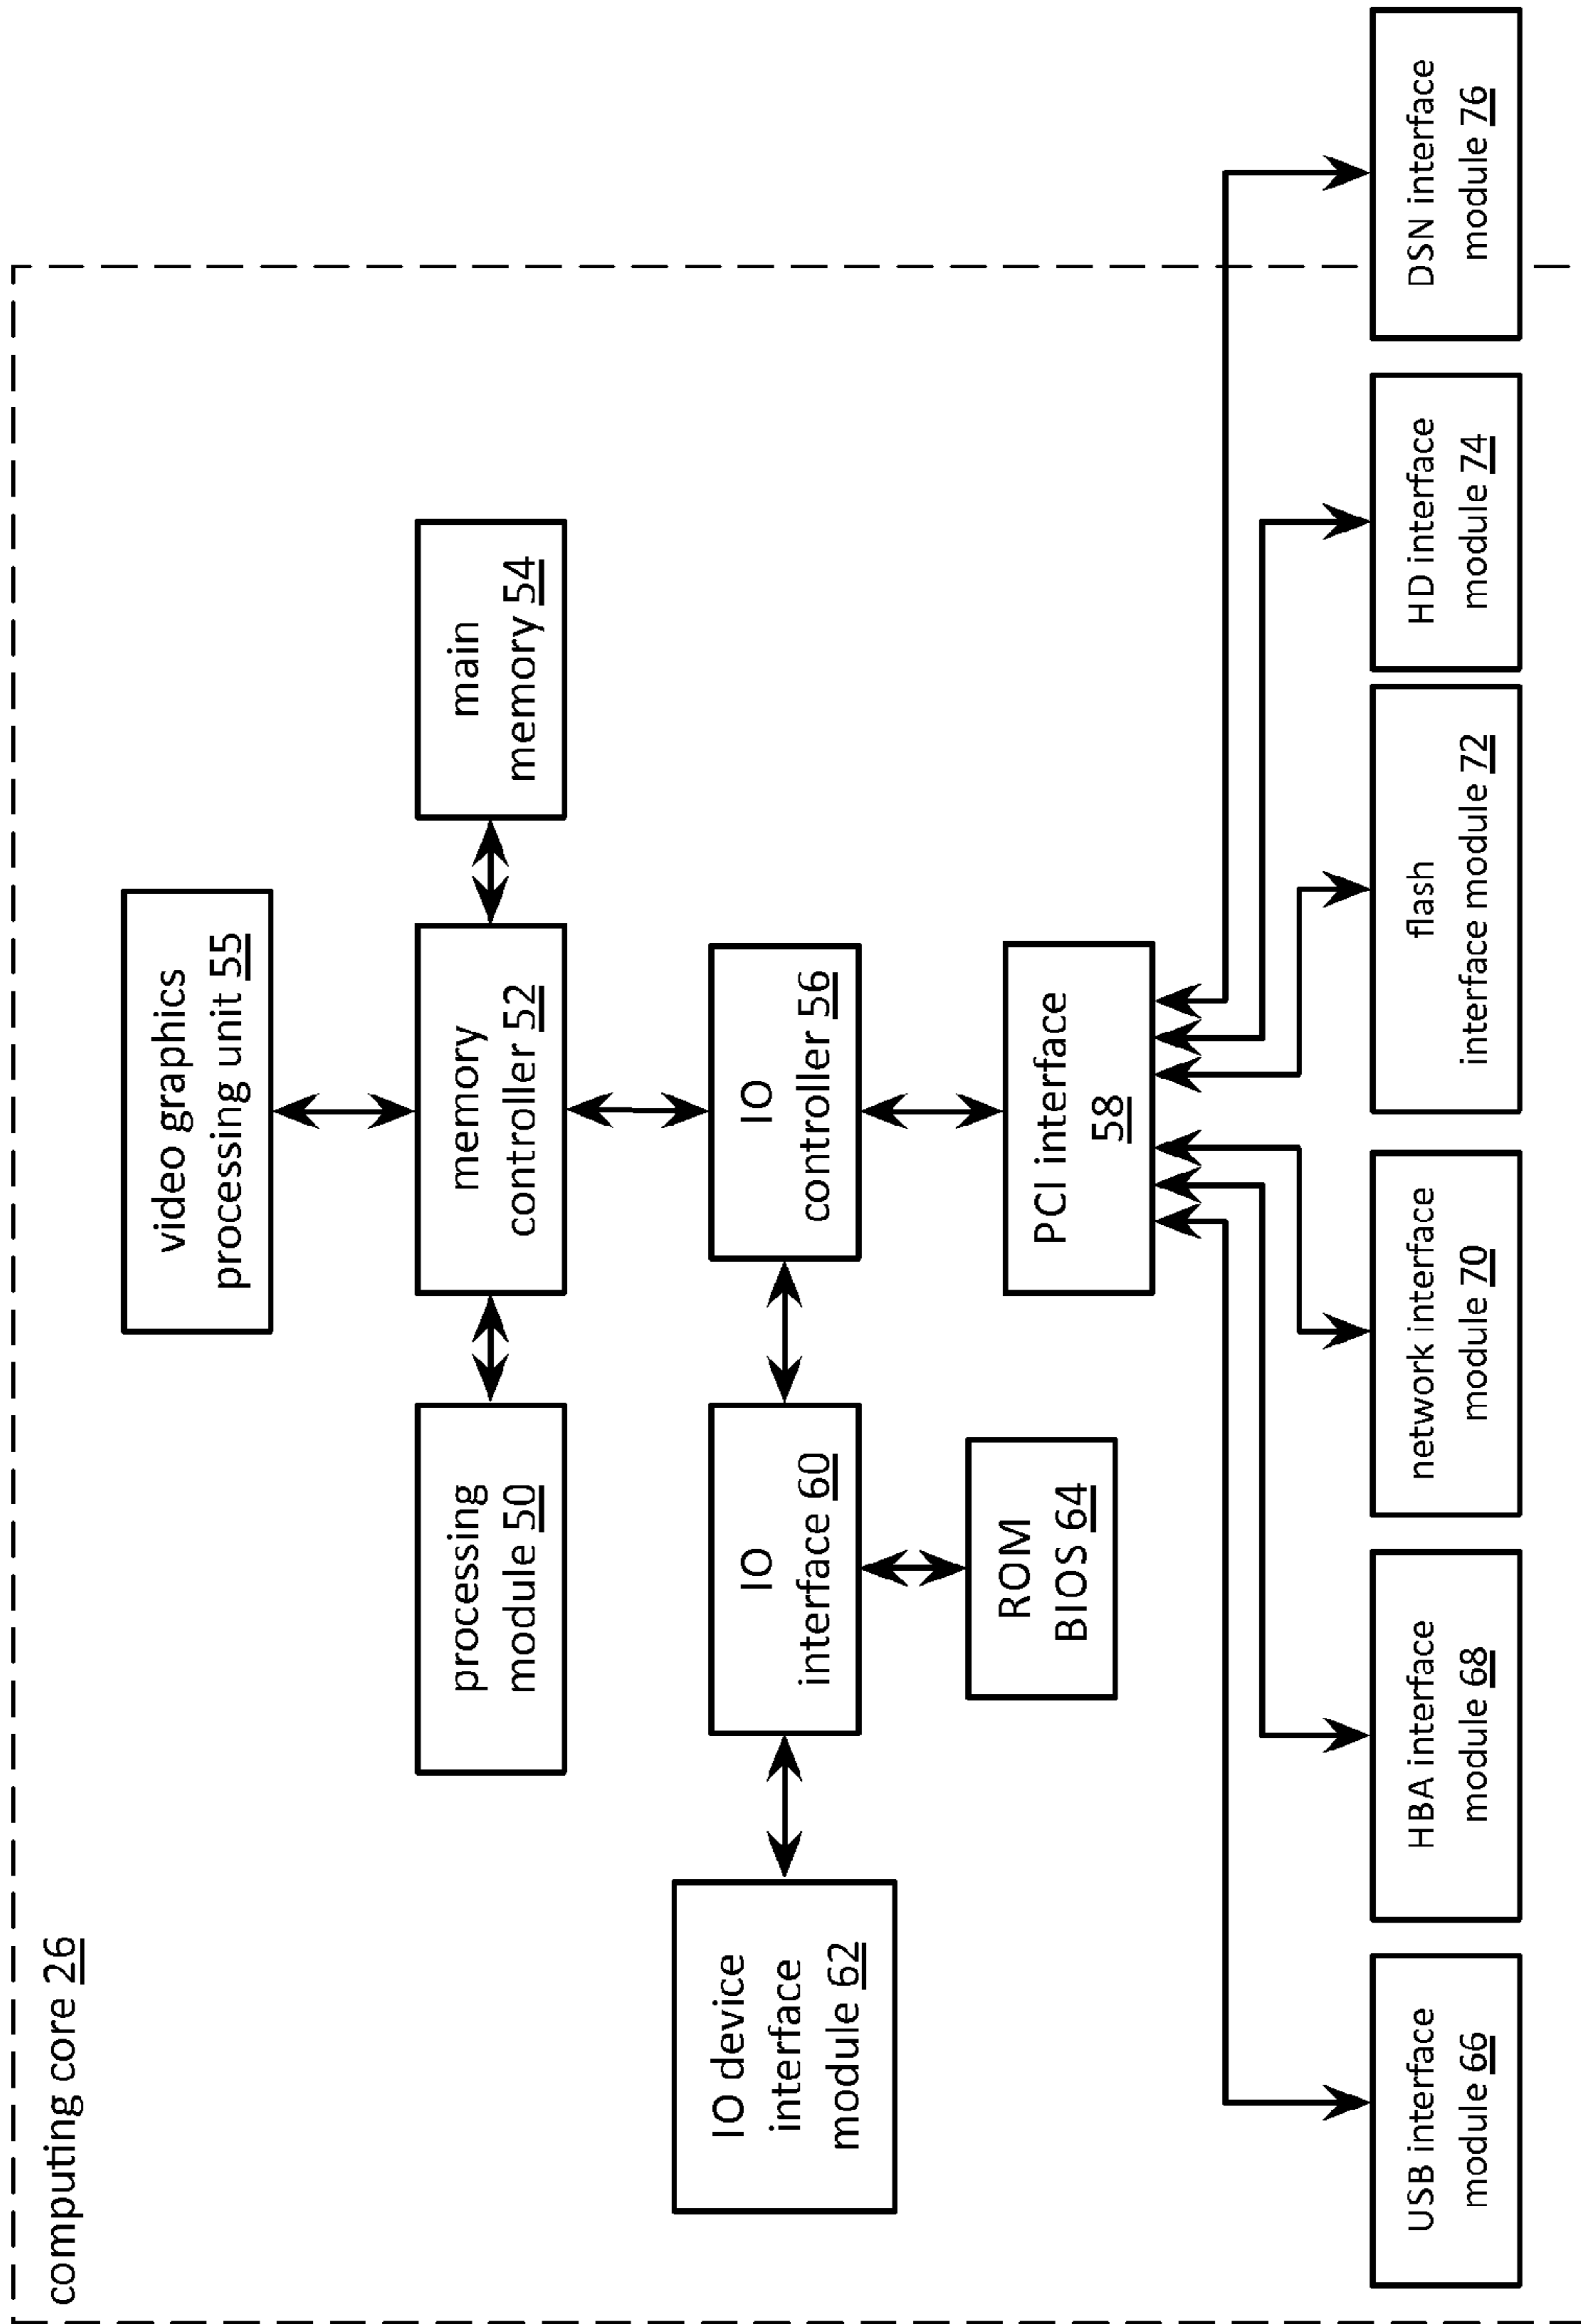 computing core 26
video graphics
processing unit 55
processing
module 50
memory
controller 52
main
memory 54
IO device
interface
module 62
IO
interface 60
IO
controller 56
ROM
BIOS 64
PCI interface
58
USB interface
module 66
HBA interface
module 68
network interface
module 70
flash
interface module 72
HD interface
module 74
DSN interface
module 76